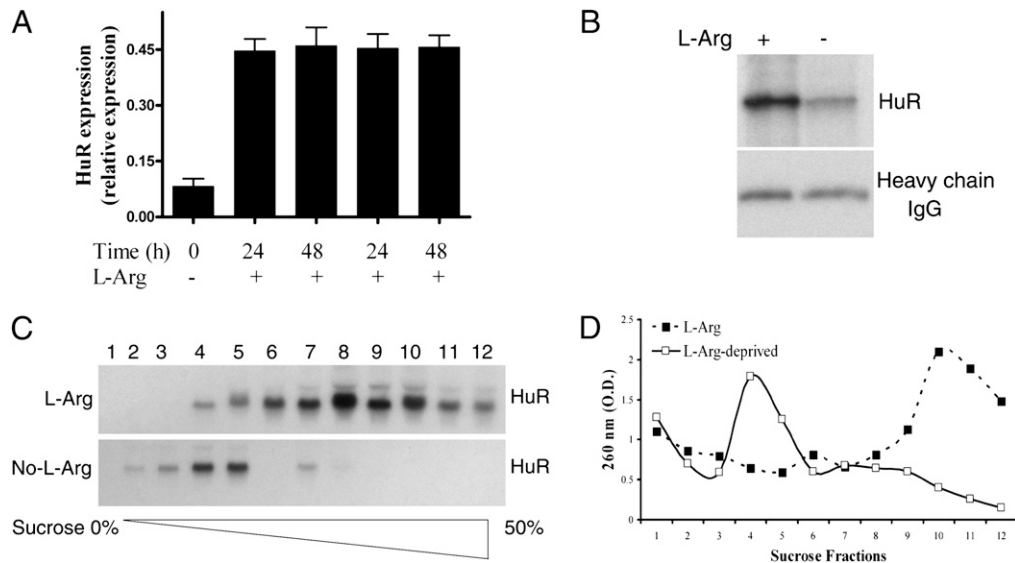 A
HuR expression
(relative expression)
0.45
0.30
0.15
0.00
Time (h) 0 24 48 24 48
L-Arg - + + + +
B
L-Arg + -
HuR
Heavy chain
IgG
C
1 2 3 4 5 6 7 8 9 10 11 12
L-Arg HuR
No-L-Arg HuR
Sucrose 0% 50%
D
L-Arg
L-Arg-deprived
260 nm (O.D.)
2.5
2
1.5
1
0.5
0
1 2 3 4 5 6 7 8 9 10 11 12
Sucrose Fractions